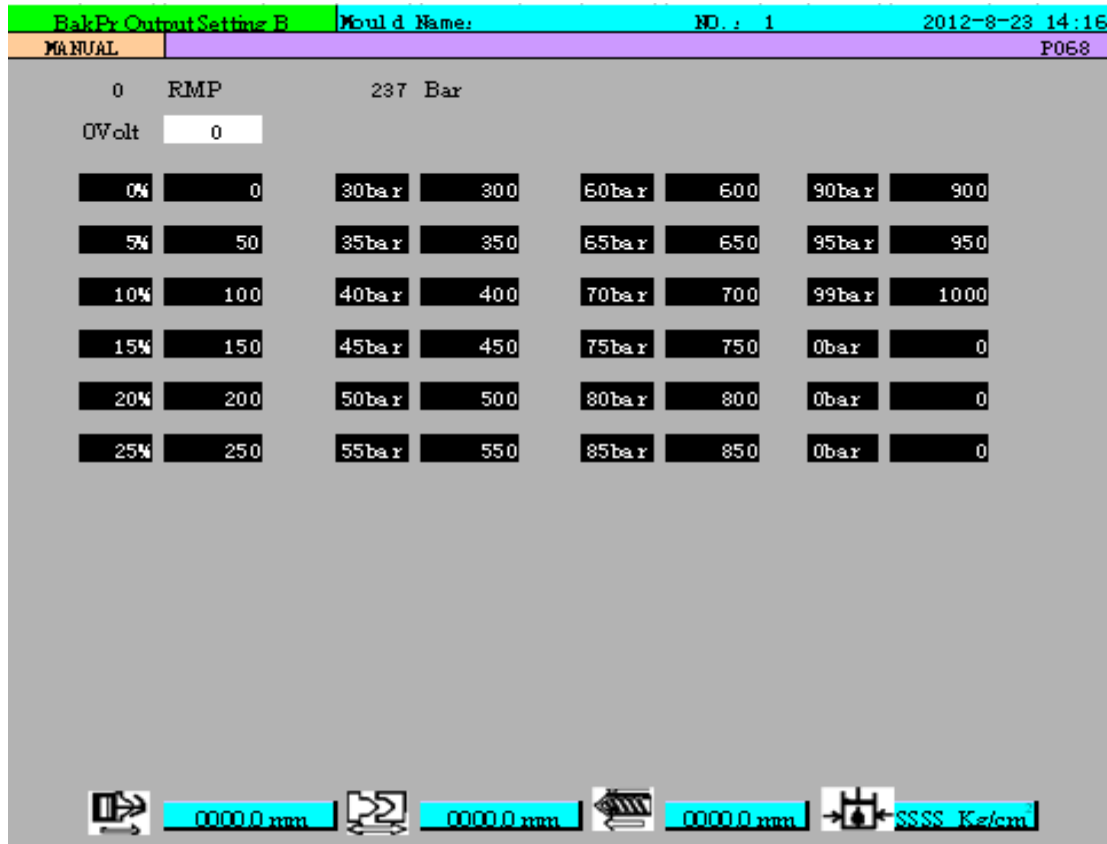 BakPr OutputSetting B Mould Name: NO.: 1 2012-8-23 14:16
MANUAL P068
0 RMP 237 Bar
0Volt 0
0% 0 30bar 300 60bar 600 90bar 900
5% 50 35bar 350 65bar 650 95bar 950
10% 100 40bar 400 70bar 700 99bar 1000
15% 150 45bar 450 75bar 750 0bar 0
20% 200 50bar 500 80bar 800 0bar 0
25% 250 55bar 550 85bar 850 0bar 0
0000.0 mm 0000.0 mm 0000.0 mm SSSS Kg/cm²